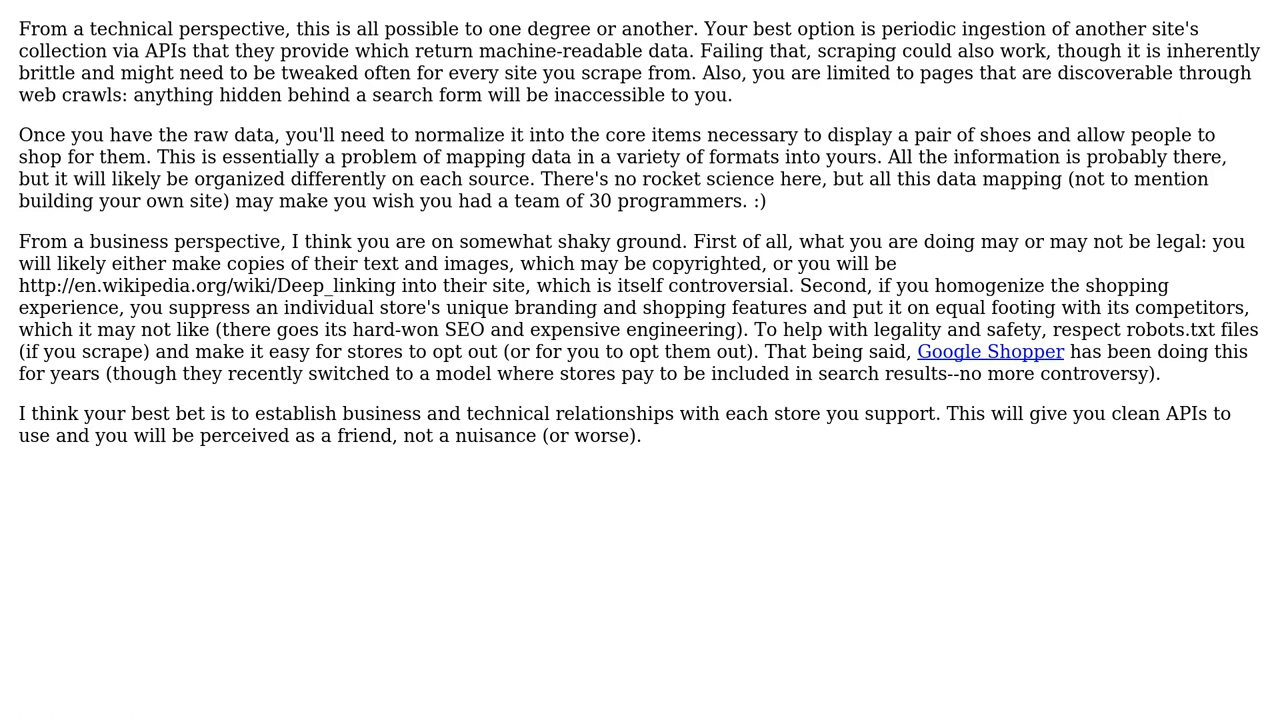 From a technical perspective, this is all possible to one degree or another. Your best option is periodic ingestion of another site's
collection via APIs that they provide which return machine-readable data. Failing that, scraping could also work, though it is inherently
brittle and might need to be tweaked often for every site you scrape from. Also, you are limited to pages that are discoverable through
web crawls: anything hidden behind a search form will be inaccessible to you.
Once you have the raw data, you'll need to normalize it into the core items necessary to display a pair of shoes and allow people to
shop for them. This is essentially a problem of mapping data in a variety of formats into yours. All the information is probably there,
but it will likely be organized differently on each source. There's no rocket science here, but all this data mapping (not to mention
building your own site) may make you wish you had a team of 30 programmers. :)
From a business perspective, I think you are on somewhat shaky ground. First of all, what you are doing may or may not be legal: you
will likely either make copies of their text and images, which may be copyrighted, or you will be
http://en.wikipedia.org/wiki/Deep_linking into their site, which is itself controversial. Second, if you homogenize the shopping
experience, you suppress an individual store's unique branding and shopping features and put it on equal footing with its competitors,
which it may not like (there goes its hard-won SEO and expensive engineering). To help with legality and safety, respect robots.txt files
(if you scrape) and make it easy for stores to opt out (or for you to opt them out). That being said, Google Shopper has been doing this
for years (though they recently switched to a model where stores pay to be included in search results--no more controversy).
I think your best bet is to establish business and technical relationships with each store you support. This will give you clean APIs to
use and you will be perceived as a friend, not a nuisance (or worse).